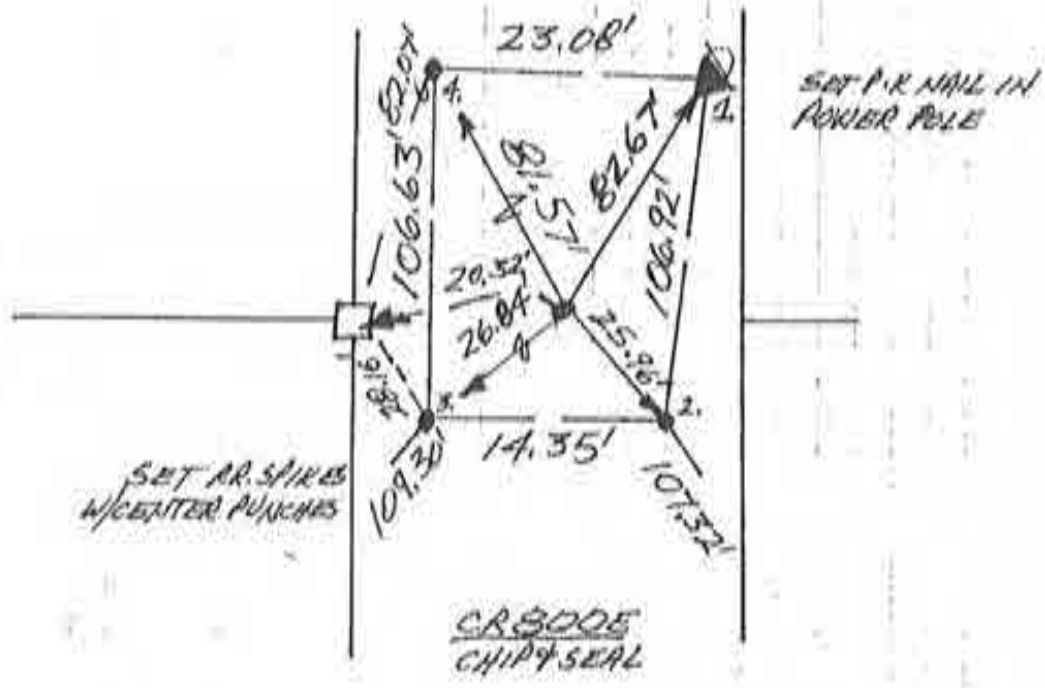 23.08'
82.07'
4.
1.
SET P.K NAIL IN
POWER POLE
106.63'
81.57'
82.67'
106.92'
20.32'
26.84'
25.96'
28.16
3.
2.
14.35'
109.30'
107.32'
SET RR. SPIKES
W/CENTER PUNCHES
CR800E
CHIP & SEAL